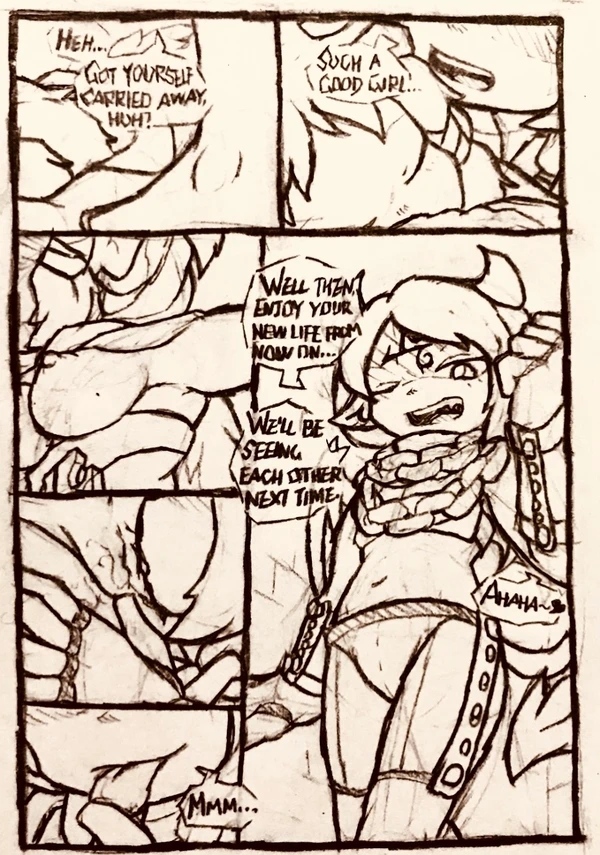 HEH...
GOT YOURSELF
CARRIED AWAY,
HUH?
SUCH A
GOOD GIRL!..
WELL THEN,
ENJOY YOUR
NEW LIFE FROM
NOW ON...
WE'LL BE
SEEING
EACH OTHER
NEXT TIME.
AHAHA~
MMM...